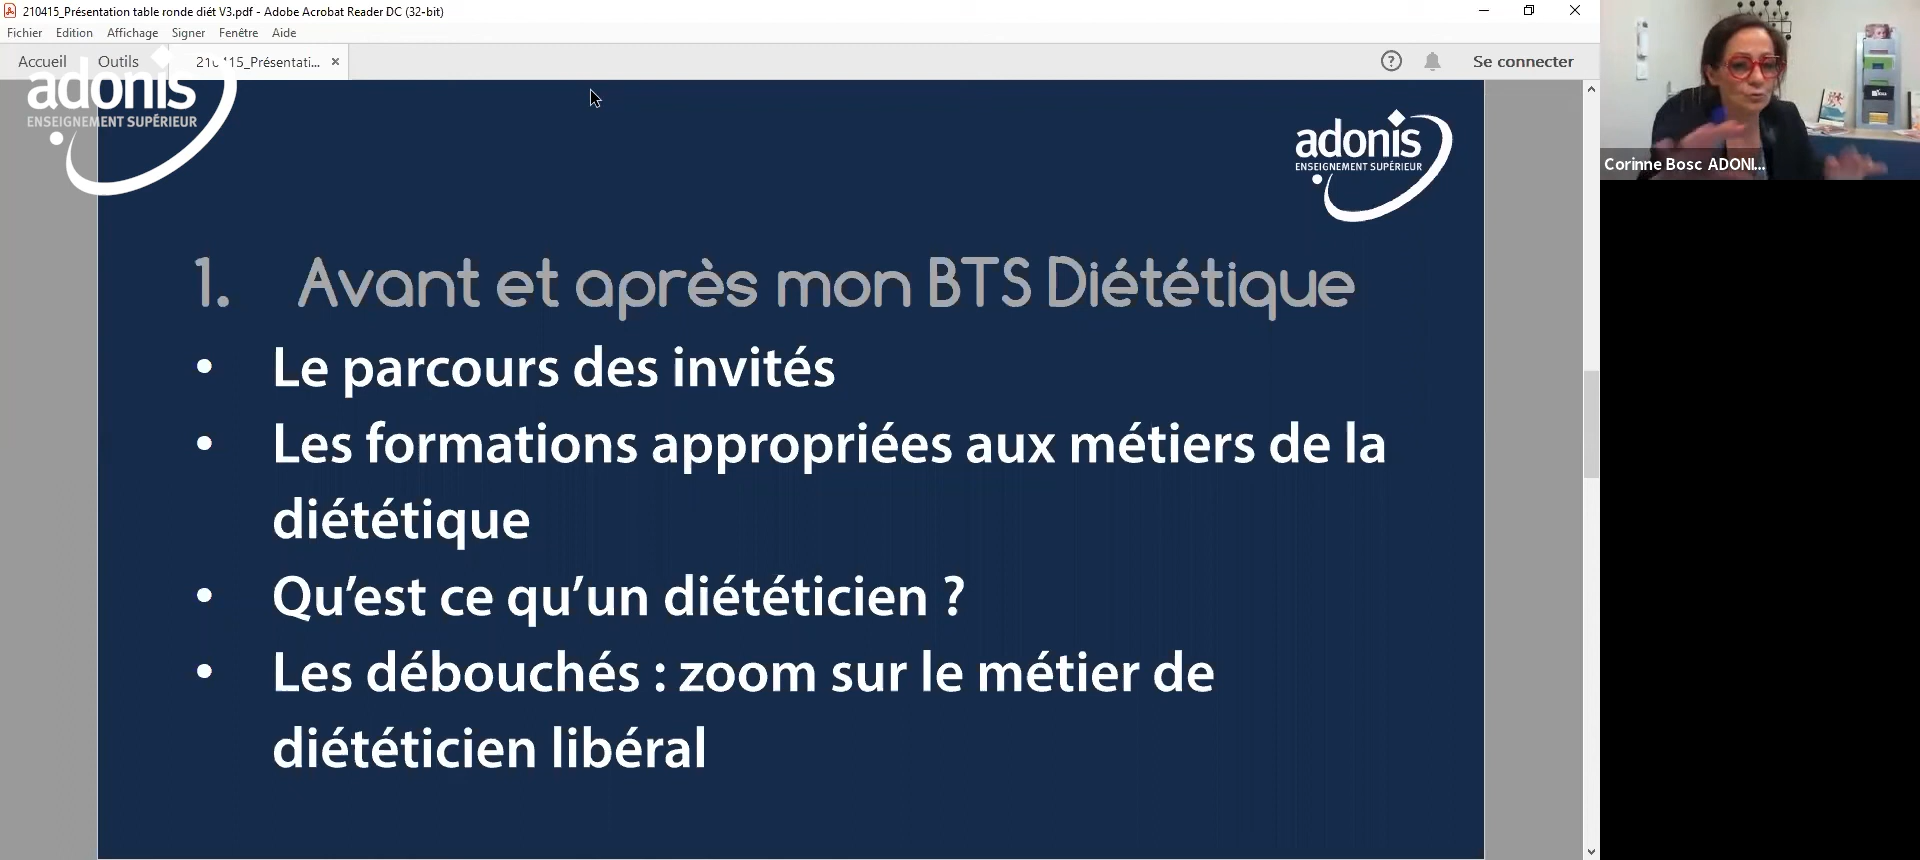 210415_Présentation table ronde diét V3.pdf - Adobe Acrobat Reader DC (32-bit)
Fichier Edition Affichage Signer Fenêtre Aide
Accueil Outils 210415_Présentati... ×
? Se connecter
adonis
ENSEIGNEMENT SUPÉRIEUR
adonis
ENSEIGNEMENT SUPÉRIEUR
Corinne Bosc ADONI...
1. Avant et après mon BTS Diététique
• Le parcours des invités
• Les formations appropriées aux métiers de la
diététique
• Qu’est ce qu’un diététicien ?
• Les débouchés : zoom sur le métier de
diététicien libéral